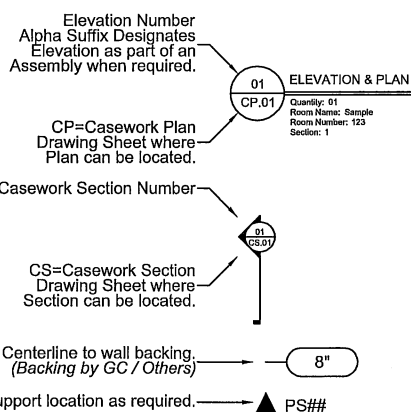 Elevation Number
Alpha Suffix Designates
Elevation as part of an
Assembly when required.
01
CP.01
ELEVATION & PLAN
Quantity: 01
Room Name: Sample
Room Number: 123
Section: 1
CP=Casework Plan
Drawing Sheet where
Plan can be located.
Casework Section Number
01
CS.01
CS=Casework Section
Drawing Sheet where
Section can be located.
Centerline to wall backing.
(Backing by GC / Others)
8"
upport location as required.
PS##